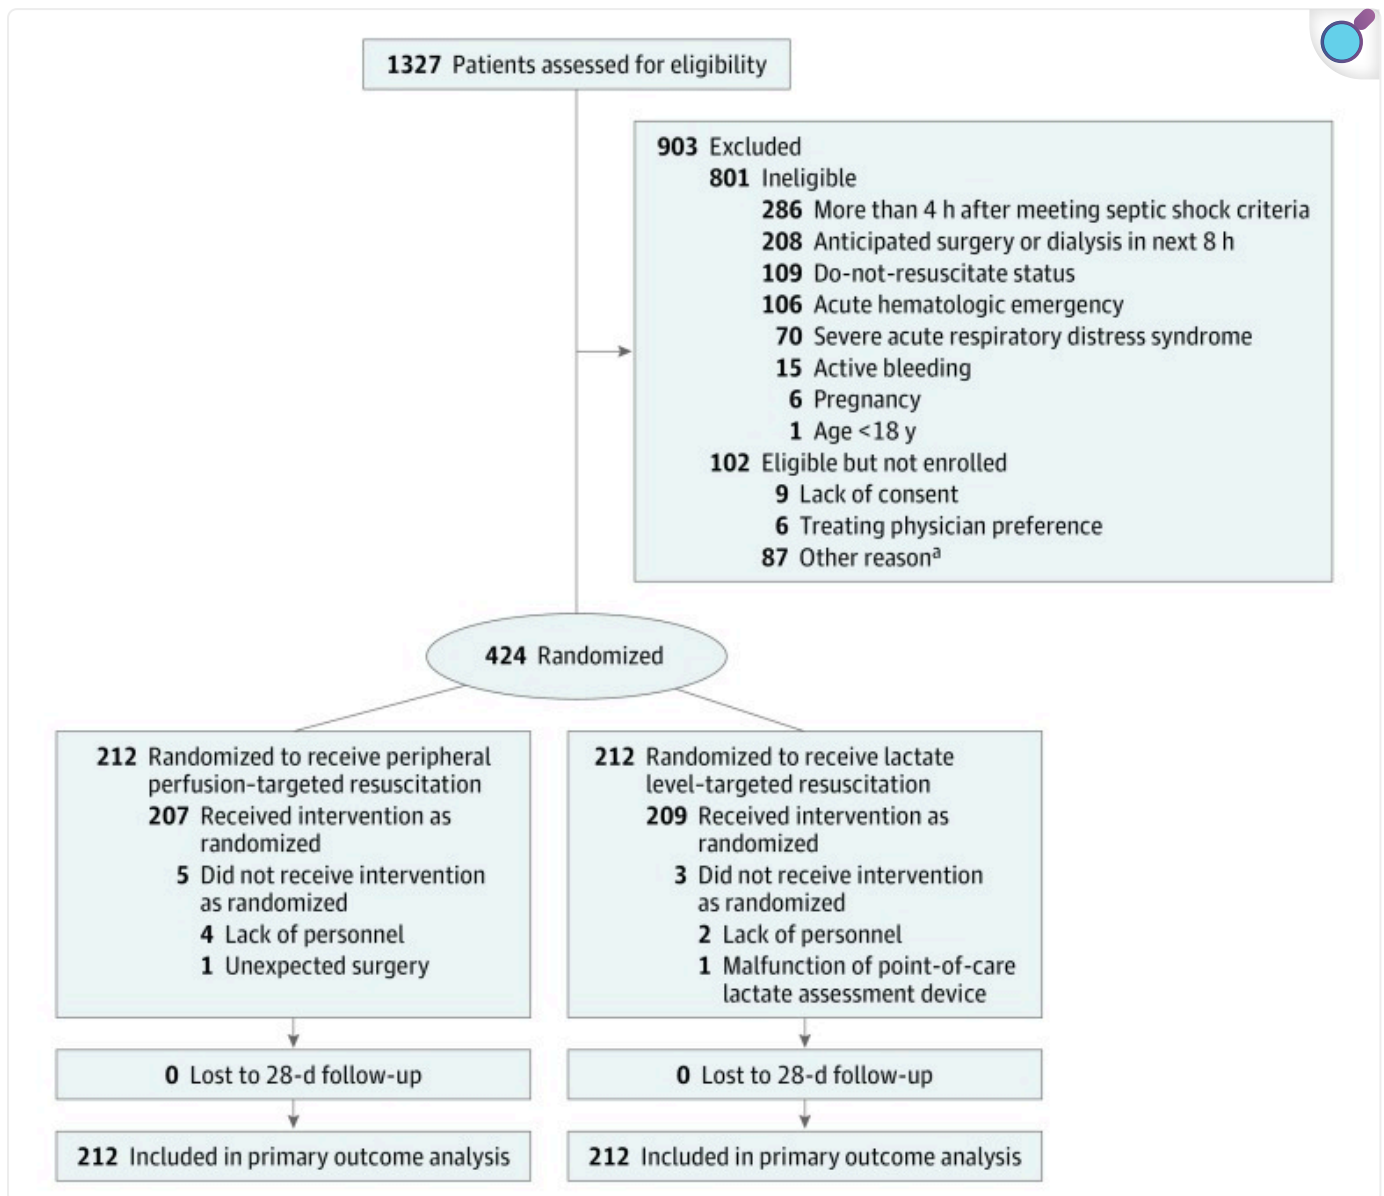 1327 Patients assessed for eligibility
903 Excluded
801 Ineligible
286 More than 4 h after meeting septic shock criteria
208 Anticipated surgery or dialysis in next 8 h
109 Do-not-resuscitate status
106 Acute hematologic emergency
70 Severe acute respiratory distress syndrome
15 Active bleeding
6 Pregnancy
1 Age <18 y
102 Eligible but not enrolled
9 Lack of consent
6 Treating physician preference
87 Other reasonᵃ
424 Randomized
212 Randomized to receive peripheral
perfusion-targeted resuscitation
207 Received intervention as
randomized
5 Did not receive intervention
as randomized
4 Lack of personnel
1 Unexpected surgery
0 Lost to 28-d follow-up
212 Included in primary outcome analysis
212 Randomized to receive lactate
level-targeted resuscitation
209 Received intervention as
randomized
3 Did not receive intervention
as randomized
2 Lack of personnel
1 Malfunction of point-of-care
lactate assessment device
0 Lost to 28-d follow-up
212 Included in primary outcome analysis